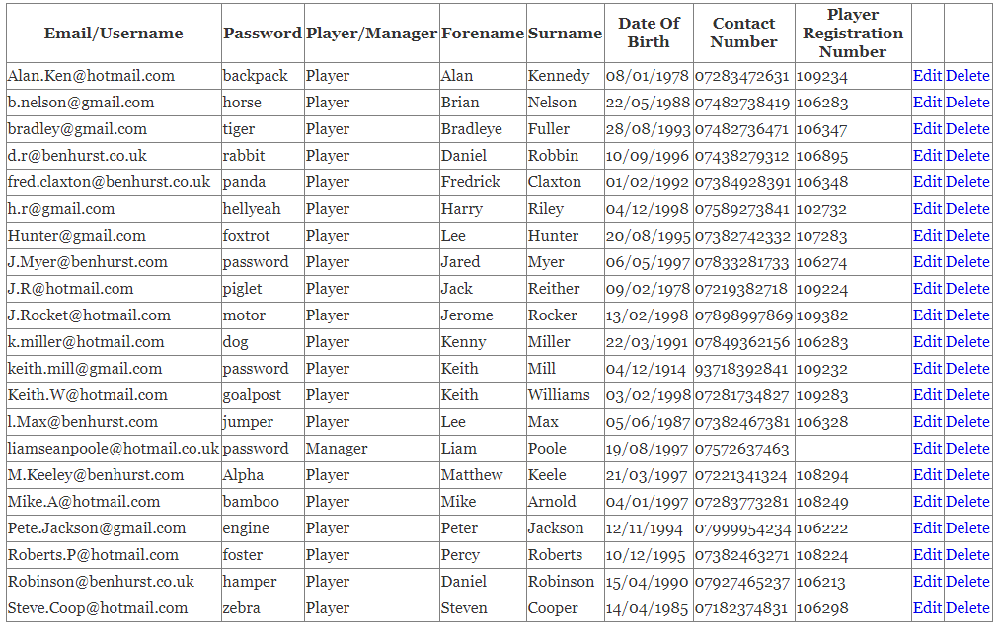 Email/Username Password Player/Manager Forename Surname Date Of Birth Contact Number Player Registration Number
Alan.Ken@hotmail.com backpack Player Alan Kennedy 08/01/1978 07283472631 109234 Edit Delete
b.nelson@gmail.com horse Player Brian Nelson 22/05/1988 07482738419 106283 Edit Delete
bradley@gmail.com tiger Player Bradleye Fuller 28/08/1993 07482736471 106347 Edit Delete
d.r@benhurst.co.uk rabbit Player Daniel Robbin 10/09/1996 07438279312 106895 Edit Delete
fred.claxton@benhurst.co.uk panda Player Fredrick Claxton 01/02/1992 07384928391 106348 Edit Delete
h.r@gmail.com hellyeah Player Harry Riley 04/12/1998 07589273841 102732 Edit Delete
Hunter@gmail.com foxtrot Player Lee Hunter 20/08/1995 07382742332 107283 Edit Delete
J.Myer@benhurst.com password Player Jared Myer 06/05/1997 07833281733 106274 Edit Delete
J.R@hotmail.com piglet Player Jack Reither 09/02/1978 07219382718 109224 Edit Delete
J.Rocket@hotmail.com motor Player Jerome Rocker 13/02/1998 07898997869 109382 Edit Delete
k.miller@hotmail.com dog Player Kenny Miller 22/03/1991 07849362156 106283 Edit Delete
keith.mill@gmail.com password Player Keith Mill 04/12/1914 93718392841 109232 Edit Delete
Keith.W@hotmail.com goalpost Player Keith Williams 03/02/1998 07281734827 109283 Edit Delete
l.Max@benhurst.com jumper Player Lee Max 05/06/1987 07382467381 106328 Edit Delete
liamseanpoole@hotmail.co.uk password Manager Liam Poole 19/08/1997 07572637463 Edit Delete
M.Keeley@benhurst.com Alpha Player Matthew Keele 21/03/1997 07221341324 108294 Edit Delete
Mike.A@hotmail.com bamboo Player Mike Arnold 04/01/1997 07283773281 108249 Edit Delete
Pete.Jackson@gmail.com engine Player Peter Jackson 12/11/1994 07999954234 106222 Edit Delete
Roberts.P@hotmail.com foster Player Percy Roberts 10/12/1995 07382463271 108224 Edit Delete
Robinson@benhurst.co.uk hamper Player Daniel Robinson 15/04/1990 07927465237 106213 Edit Delete
Steve.Coop@hotmail.com zebra Player Steven Cooper 14/04/1985 07182374831 106298 Edit Delete